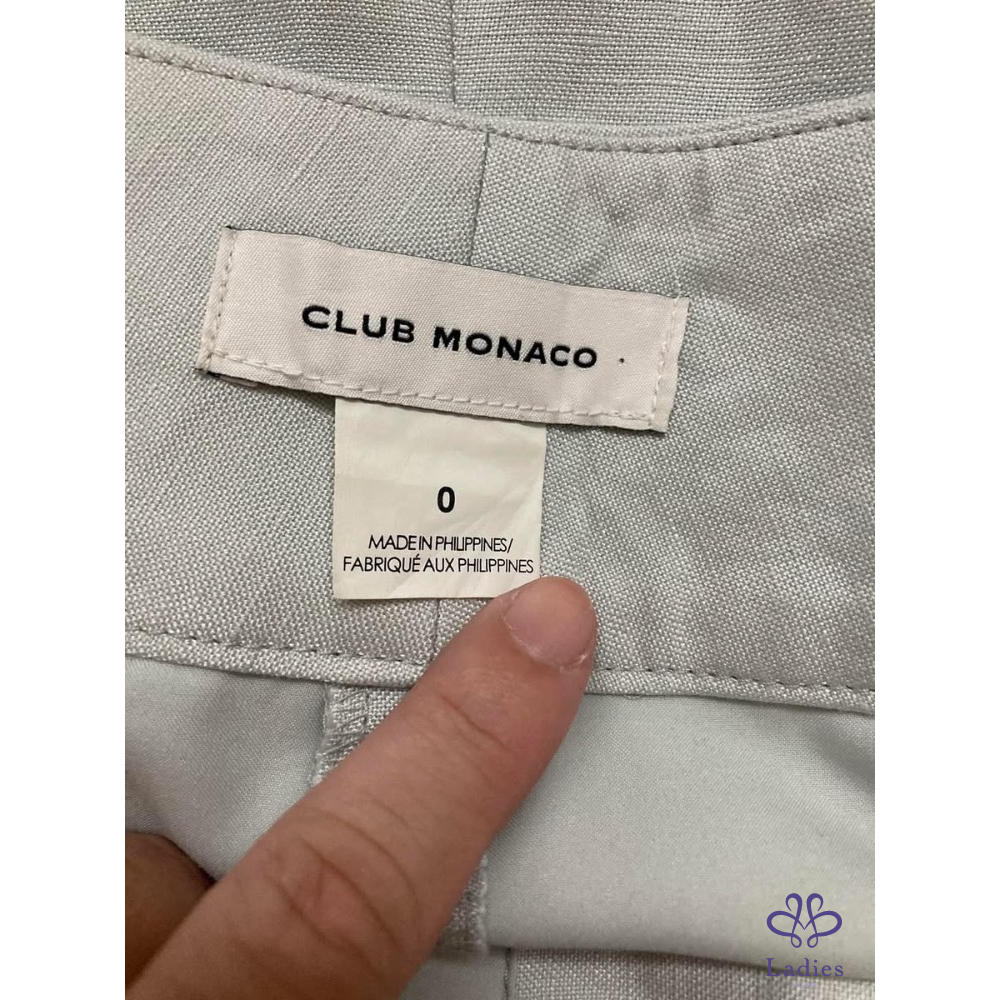 CLUB MONACO
0
MADE IN PHILIPPINES/
FABRIQUÉ AUX PHILIPPINES
Ladies